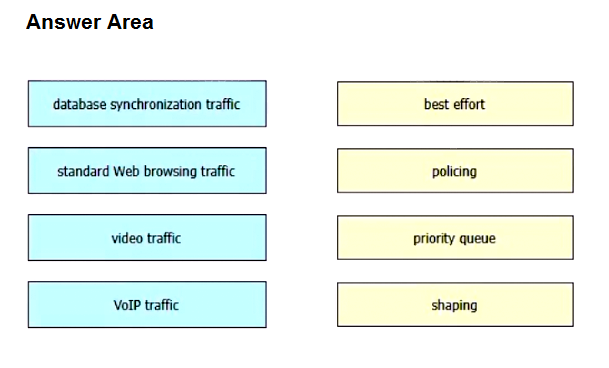 Answer Area
database synchronization traffic
best effort
standard Web browsing traffic
policing
video traffic
priority queue
VoIP traffic
shaping